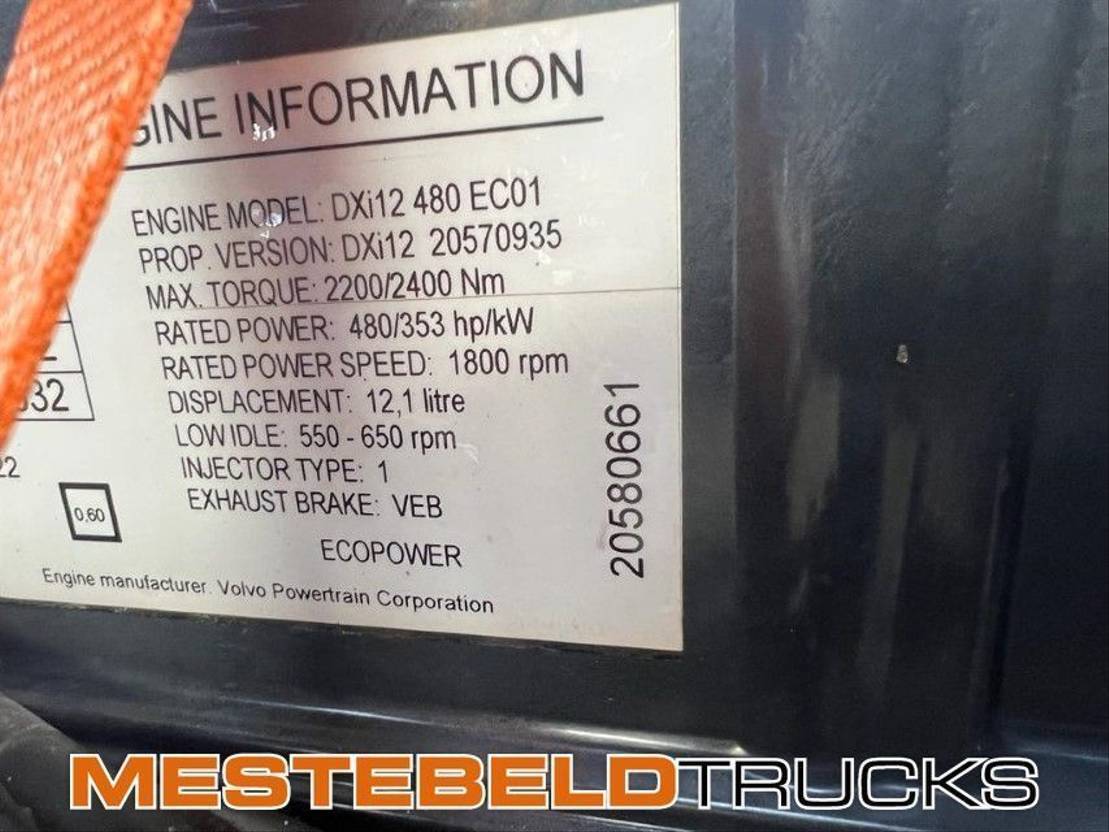 INFORMATION
ENGINE MODEL: DXi12 480 EC01
PROP. VERSION: DXi12 20570935
MAX. TORQUE: 2200/2400 Nm
RATED POWER: 480/353 hp/kW
RATED POWER SPEED: 1800 rpm
DISPLACEMENT: 12,1 litre
LOW IDLE: 550 - 650 rpm
INJECTOR TYPE: 1
EXHAUST BRAKE: VEB
ECOPOWER
0,60
20580661
Engine manufacturer. Volvo Powertrain Corporation
MESTEBELDTRUCKS